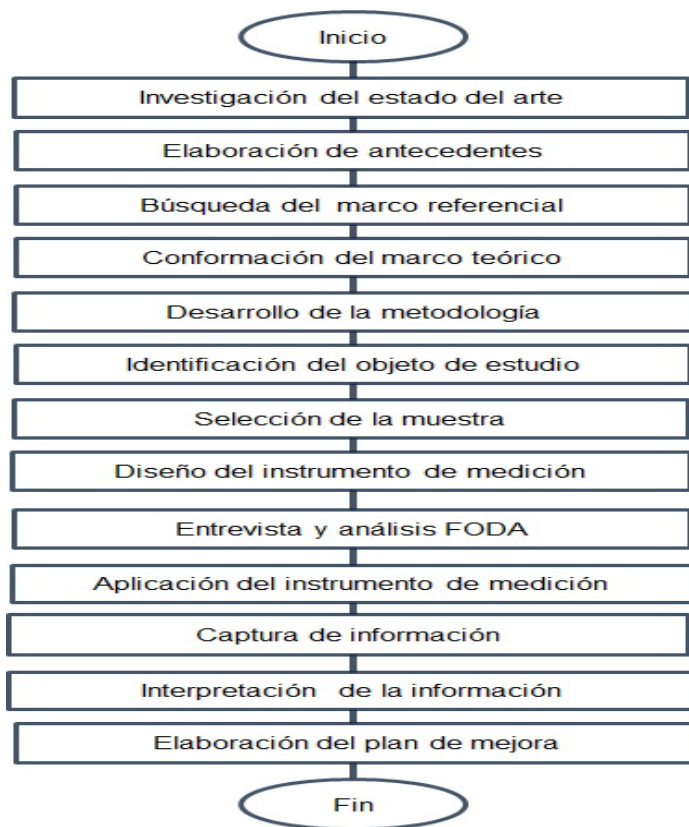 Inicio
Investigación del estado del arte
Elaboración de antecedentes
Búsqueda del marco referencial
Conformación del marco teórico
Desarrollo de la metodología
Identificación del objeto de estudio
Selección de la muestra
Diseño del instrumento de medición
Entrevista y análisis FODA
Aplicación del instrumento de medición
Captura de información
Interpretación de la información
Elaboración del plan de mejora
Fin